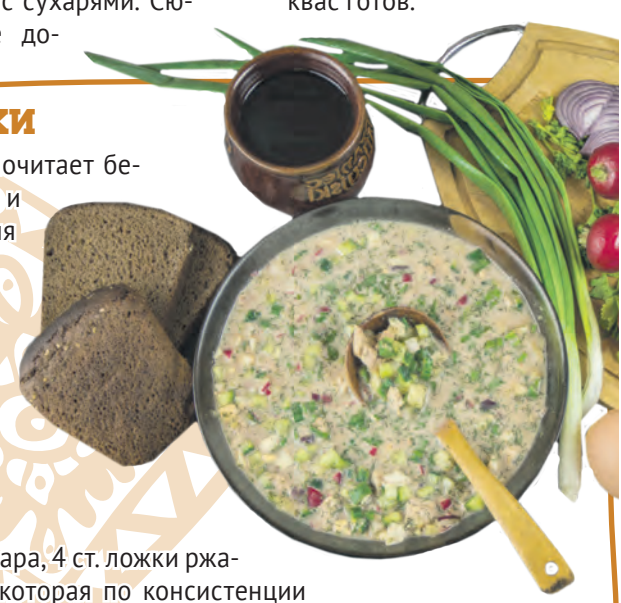 с сухарями. Сю-
е до-
квас готов.
ки
очитает бе-
и
ия
ара, 4 ст. ложки ржа-
которая по консистенции